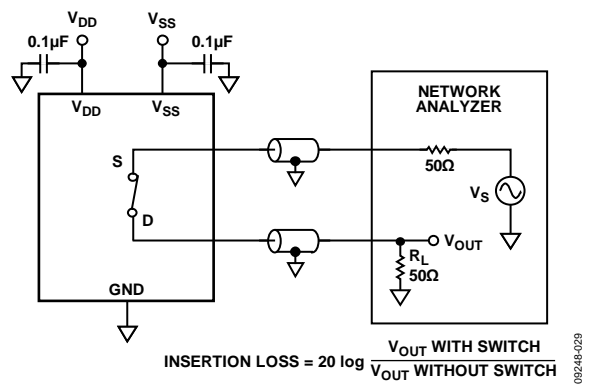 VDD
VSS
0.1µF
0.1µF
VDD
VSS
NETWORK
ANALYZER
S
50Ω
VS
D
VOUT
RL
50Ω
GND
INSERTION LOSS = 20 log
VOUT WITH SWITCH
VOUT WITHOUT SWITCH
09248-029